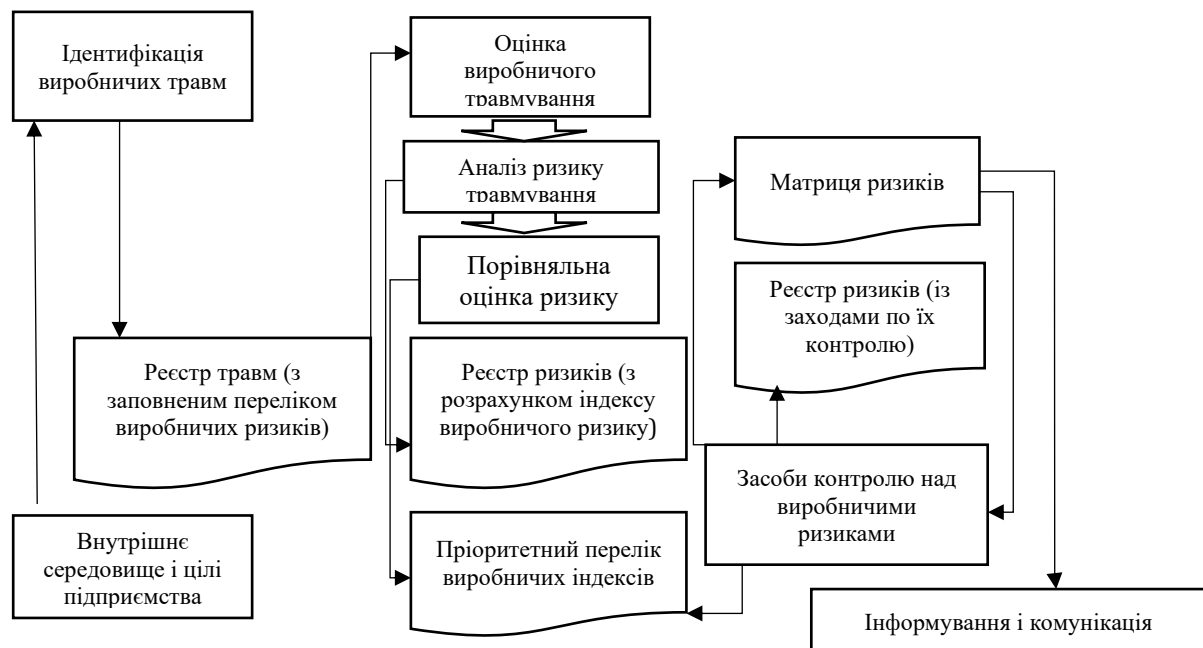 Ідентифікація
виробничих травм
Оцінка
виробничого
травмування
Аналіз ризику
травмування
Порівняльна
оцінка ризику
Матриця ризиків
Реєстр ризиків (із
заходами по їх
контролю)
Реєстр травм (з
заповненим переліком
виробничих ризиків)
Реєстр ризиків (з
розрахунком індексу
виробничого ризику)
Засоби контролю над
виробничими
ризиками
Внутрішнє
середовище і цілі
підприємства
Пріоритетний перелік
виробничих індексів
Інформування і комунікація